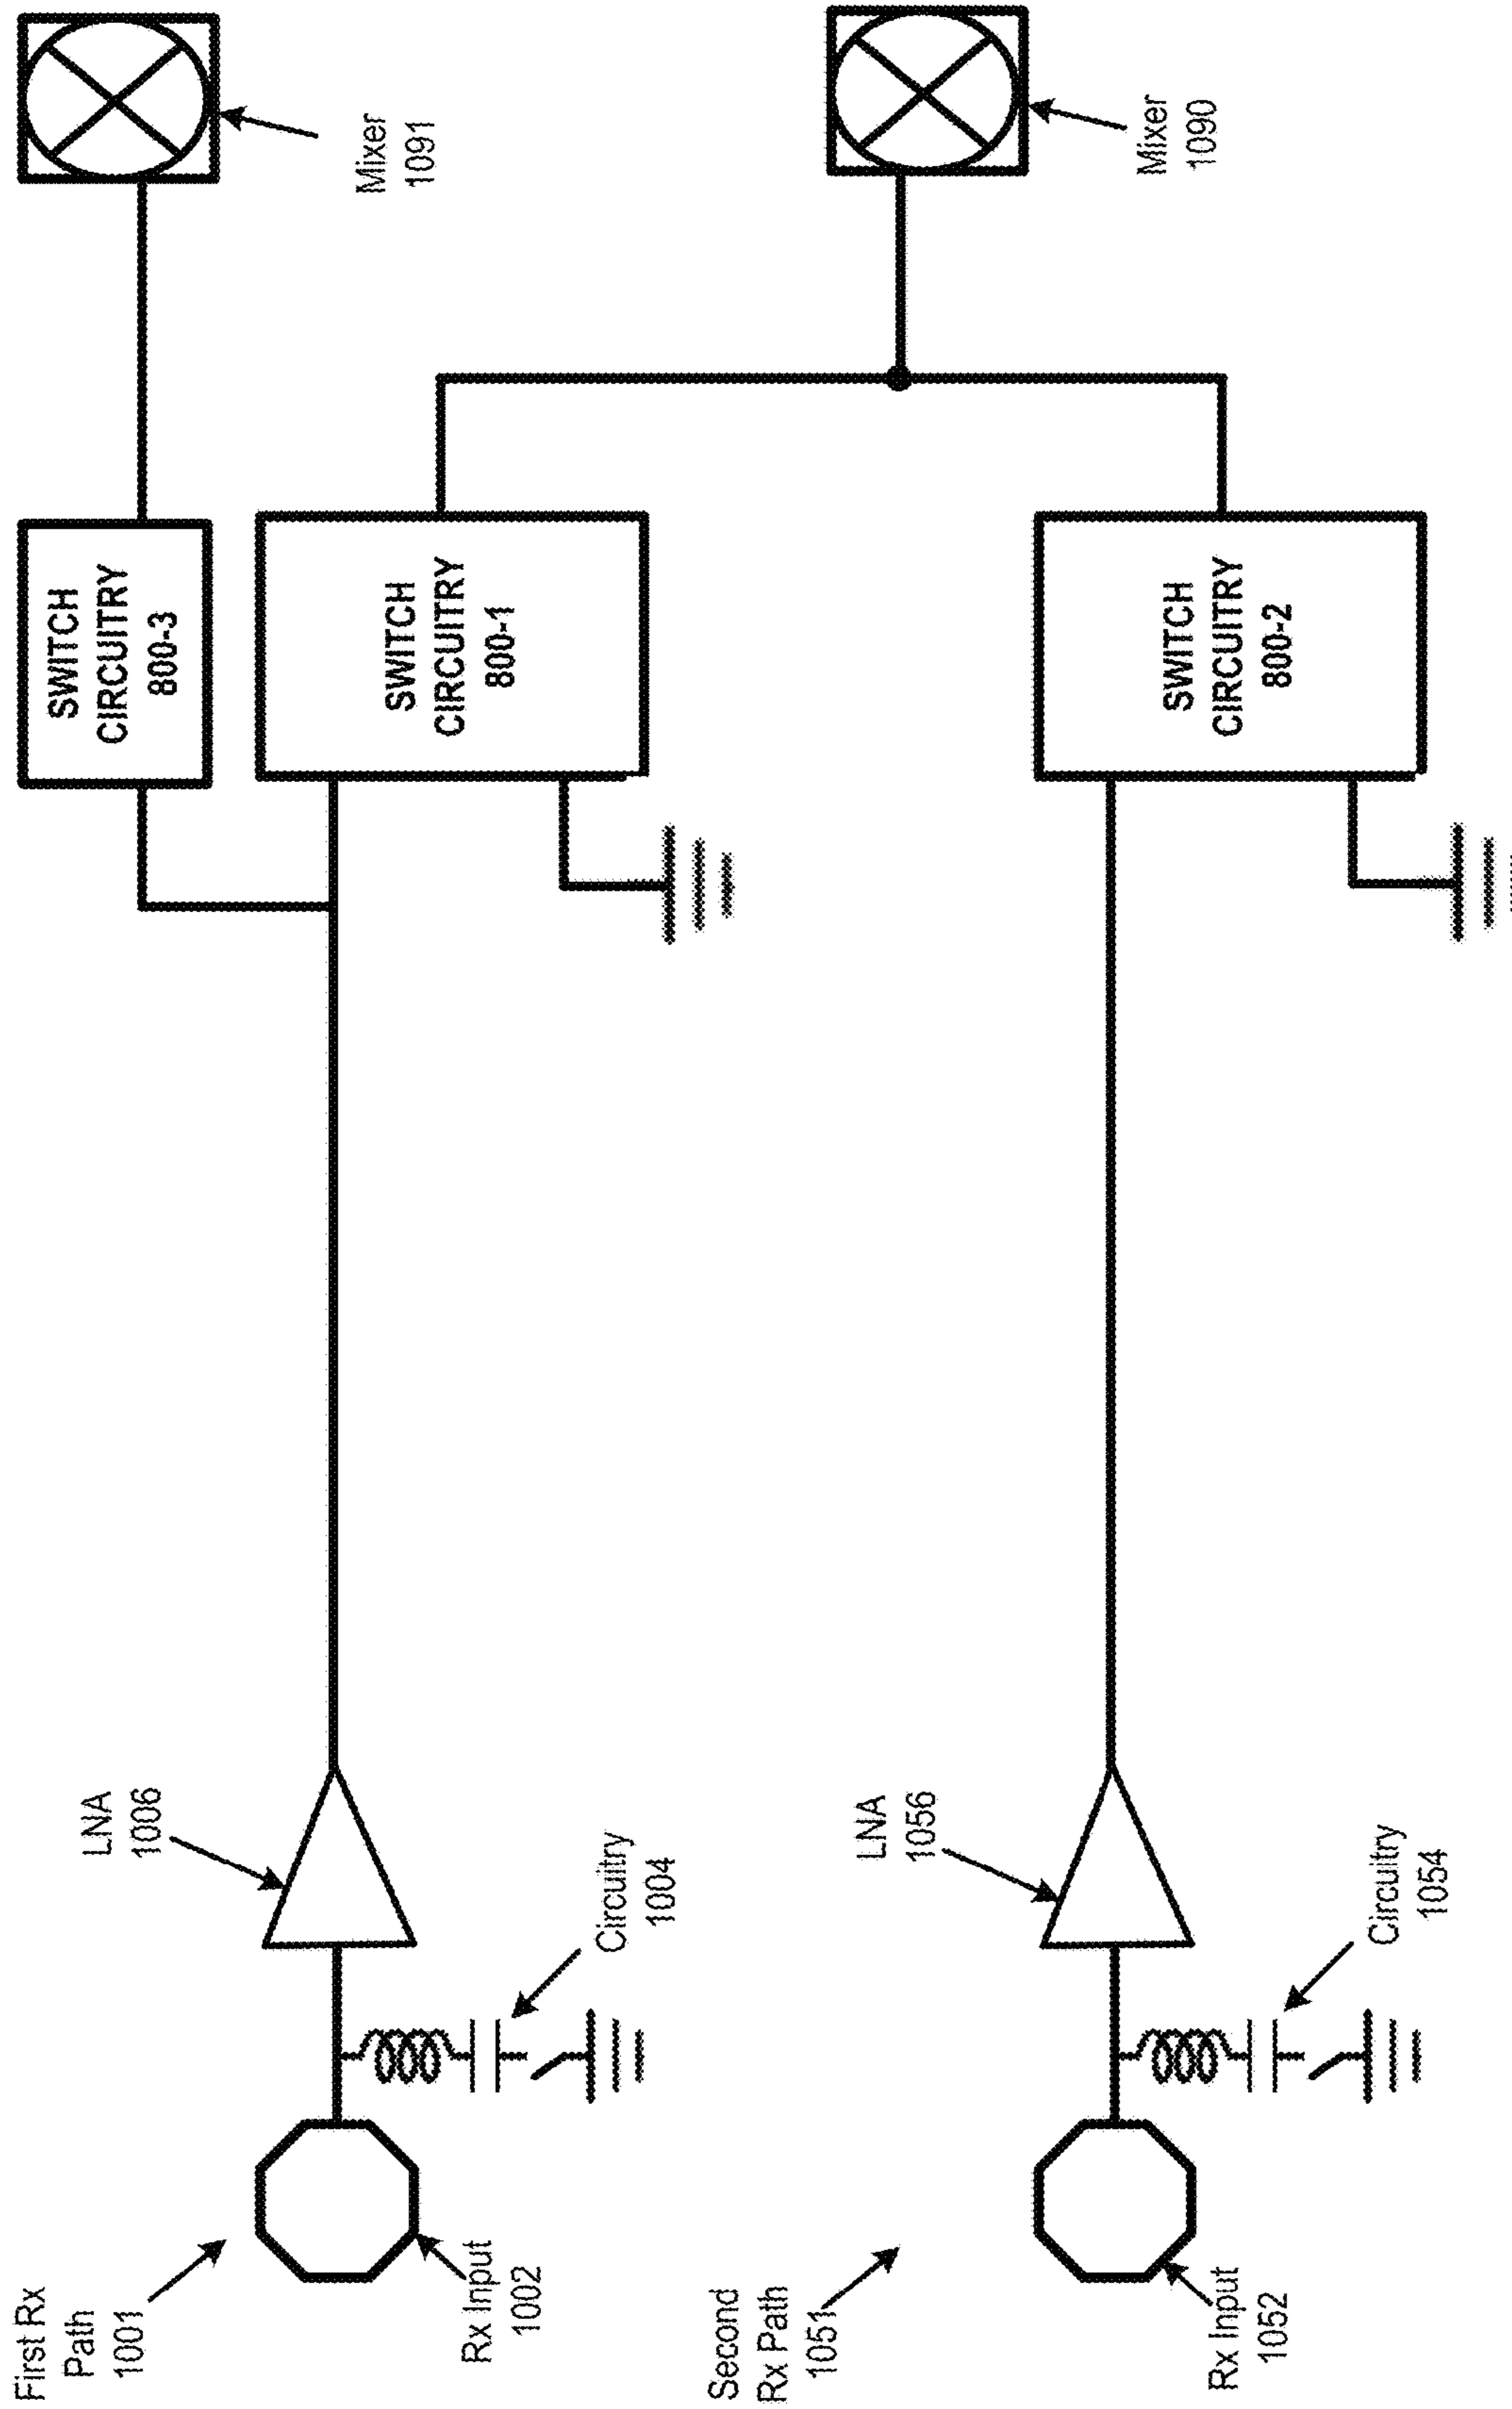 First Rx
Path
1001
Rx Input
1002
LNA
1006
Circuitry
1004
SWITCH
CIRCUITRY
800-3
SWITCH
CIRCUITRY
800-1
Mixer
1091
Second
Rx Path
1051
Rx Input
1052
LNA
1056
Circuitry
1054
SWITCH
CIRCUITRY
800-2
Mixer
1090